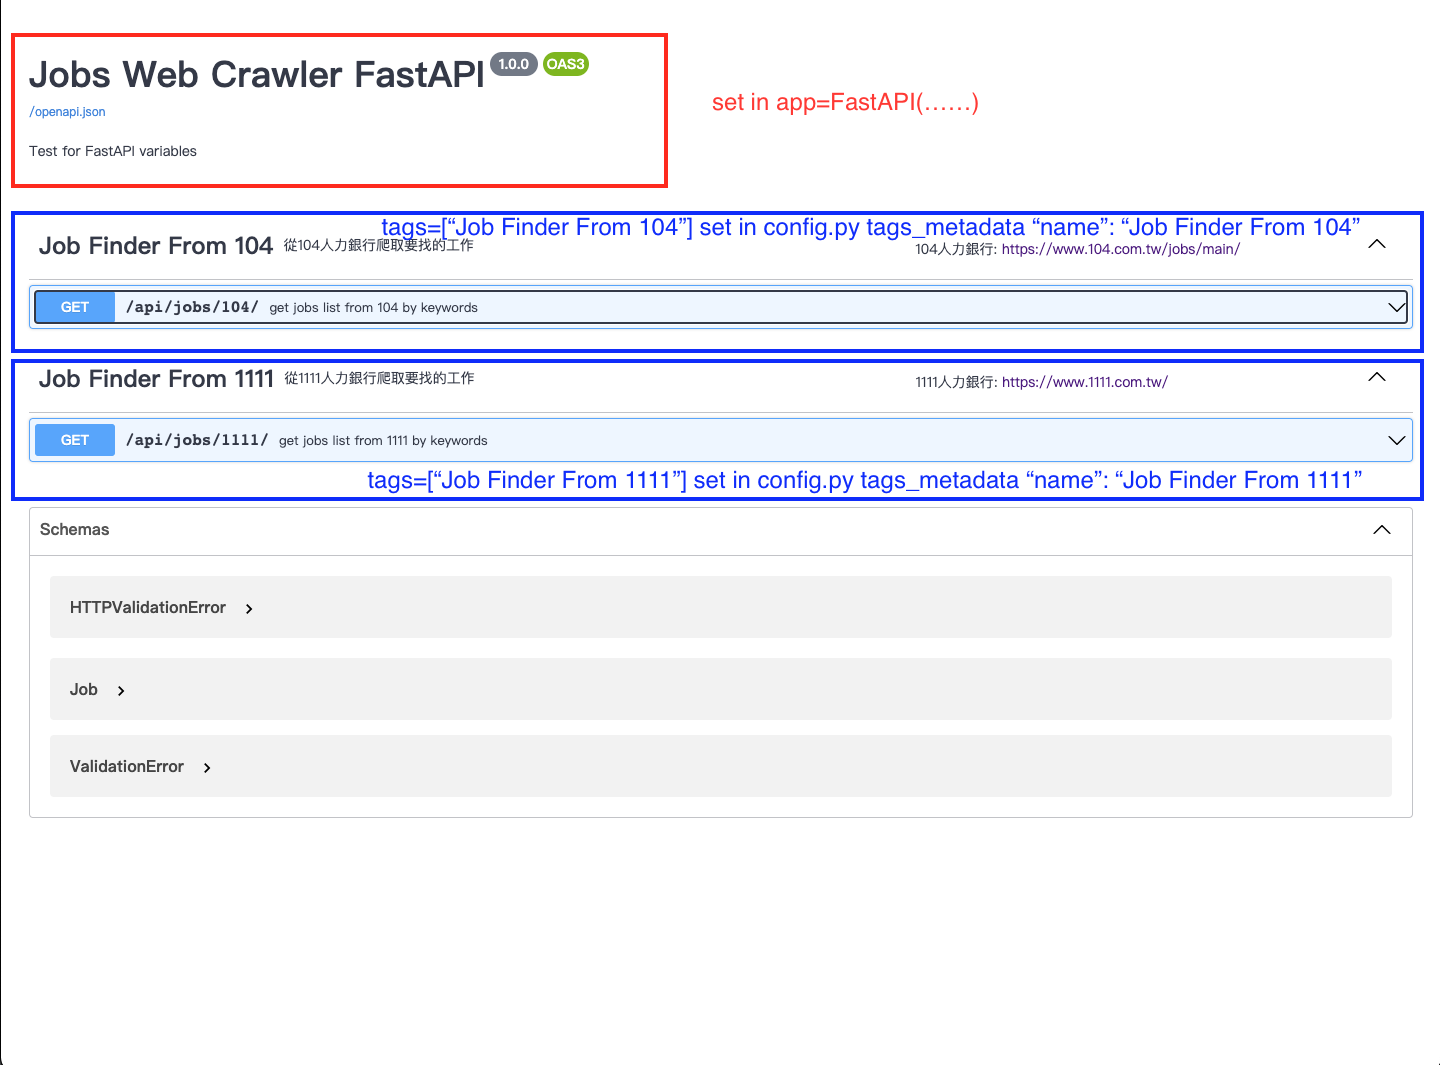 Jobs Web Crawler FastAPI 1.0.0 OAS3
/openapi.json
set in app=FastAPI(......)
Test for FastAPI variables
tags=[“Job Finder From 104”] set in config.py tags_metadata “name”: “Job Finder From 104”
Job Finder From 104 從104人力銀行爬取要找的工作 104人力銀行: https://www.104.com.tw/jobs/main/
GET /api/jobs/104/ get jobs list from 104 by keywords
Job Finder From 1111 從1111人力銀行爬取要找的工作 1111人力銀行: https://www.1111.com.tw/
GET /api/jobs/1111/ get jobs list from 1111 by keywords
tags=[“Job Finder From 1111”] set in config.py tags_metadata “name”: “Job Finder From 1111”
Schemas
HTTPValidationError
Job
ValidationError